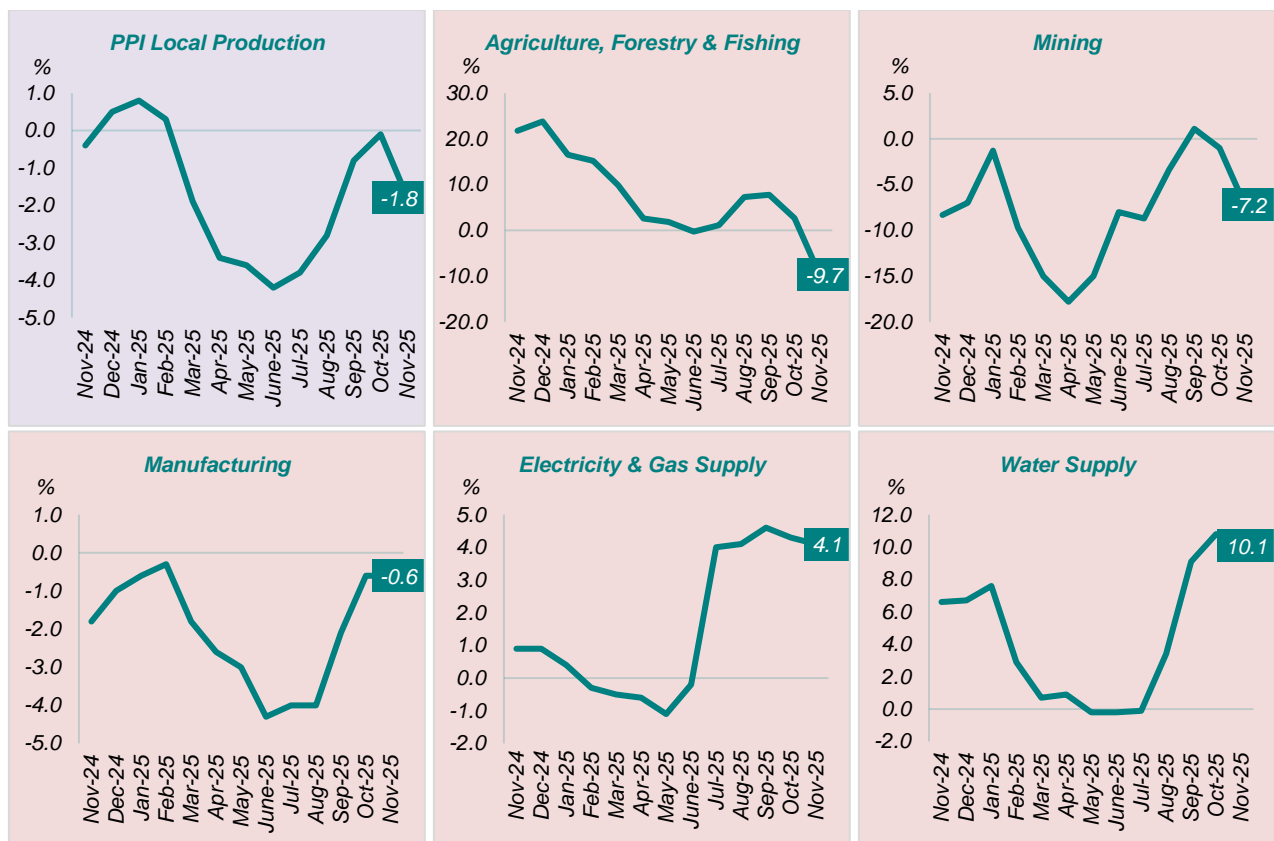 PPI Local Production
%
1.0
0.0
-1.0
-2.0
-3.0
-4.0
-5.0
-1.8
Nov-24
Dec-24
Jan-25
Feb-25
Mar-25
Apr-25
May-25
June-25
Jul-25
Aug-25
Sep-25
Oct-25
Nov-25
Agriculture, Forestry & Fishing
%
30.0
20.0
10.0
0.0
-10.0
-20.0
-9.7
Nov-24
Dec-24
Jan-25
Feb-25
Mar-25
Apr-25
May-25
June-25
Jul-25
Aug-25
Sep-25
Oct-25
Nov-25
Mining
%
5.0
0.0
-5.0
-10.0
-15.0
-20.0
-7.2
Nov-24
Dec-24
Jan-25
Feb-25
Mar-25
Apr-25
May-25
June-25
Jul-25
Aug-25
Sep-25
Oct-25
Nov-25
Manufacturing
%
1.0
0.0
-1.0
-2.0
-3.0
-4.0
-5.0
-0.6
Nov-24
Dec-24
Jan-25
Feb-25
Mar-25
Apr-25
May-25
June-25
Jul-25
Aug-25
Sep-25
Oct-25
Nov-25
Electricity & Gas Supply
%
5.0
4.0
3.0
2.0
1.0
0.0
-1.0
-2.0
4.1
Nov-24
Dec-24
Jan-25
Feb-25
Mar-25
Apr-25
May-25
June-25
Jul-25
Aug-25
Sep-25
Oct-25
Nov-25
Water Supply
%
12.0
10.0
8.0
6.0
4.0
2.0
0.0
-2.0
10.1
Nov-24
Dec-24
Jan-25
Feb-25
Mar-25
Apr-25
May-25
June-25
Jul-25
Aug-25
Sep-25
Oct-25
Nov-25